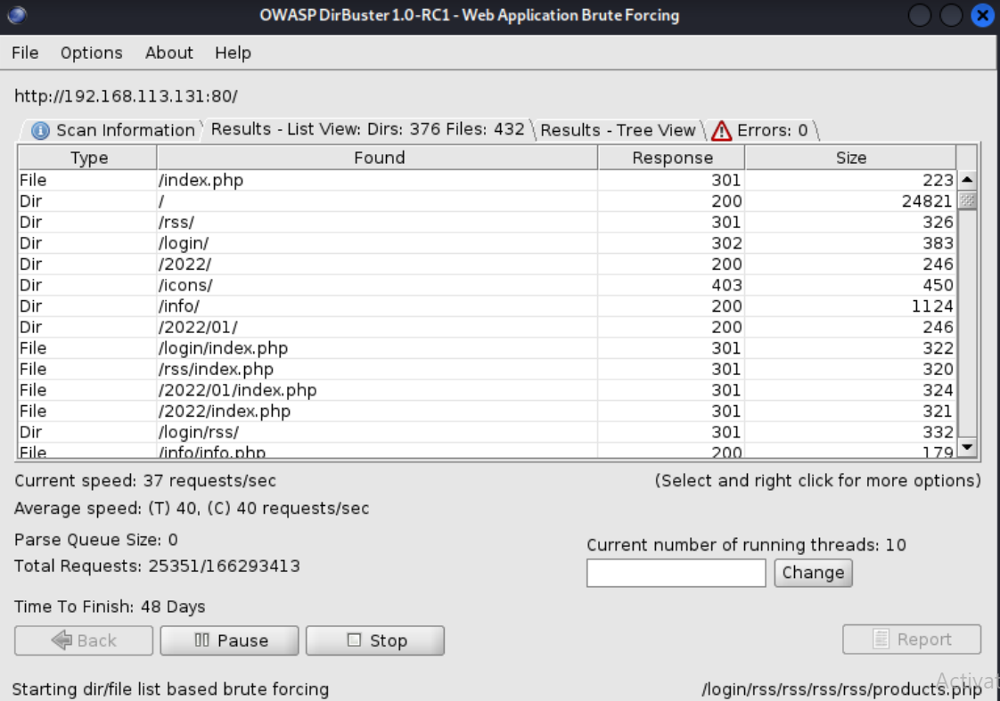 OWASP DirBuster 1.0-RC1 - Web Application Brute Forcing
File Options About Help
http://192.168.113.131:80/
Scan Information Results - List View: Dirs: 376 Files: 432 Results - Tree View Errors: 0
Type Found Response Size
File /index.php 301 223
Dir / 200 24821
Dir /rss/ 301 326
Dir /login/ 302 383
Dir /2022/ 200 246
Dir /icons/ 403 450
Dir /info/ 200 1124
Dir /2022/01/ 200 246
File /login/index.php 301 322
File /rss/index.php 301 320
File /2022/01/index.php 301 324
File /2022/index.php 301 321
Dir /login/rss/ 301 332
File /info/info.php 200 179
Current speed: 37 requests/sec (Select and right click for more options)
Average speed: (T) 40, (C) 40 requests/sec
Parse Queue Size: 0 Current number of running threads: 10
Total Requests: 25351/166293413 Change
Time To Finish: 48 Days
Back Pause Stop Report
Activat
Starting dir/file list based brute forcing /login/rss/rss/rss/rss/products.php